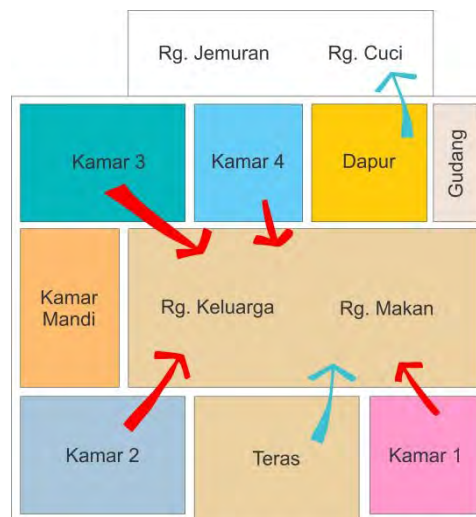 Rg. Jemuran
Rg. Cuci
Kamar 3
Kamar 4
Dapur
Gudang
Kamar
Mandi
Rg. Keluarga
Rg. Makan
Kamar 2
Teras
Kamar 1